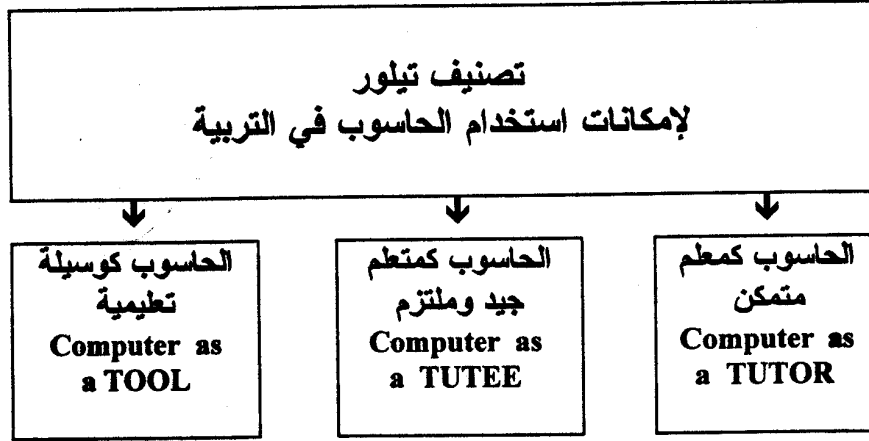 تصنيف تيلور
لإمكانات استخدام الحاسوب في التربية
الحاسوب كمعلم
متمكن
Computer as
a TUTOR
الحاسوب كمتعلم
جيد وملتزم
Computer as
a TUTEE
الحاسوب كوسيلة
تعليمية
Computer as
a TOOL